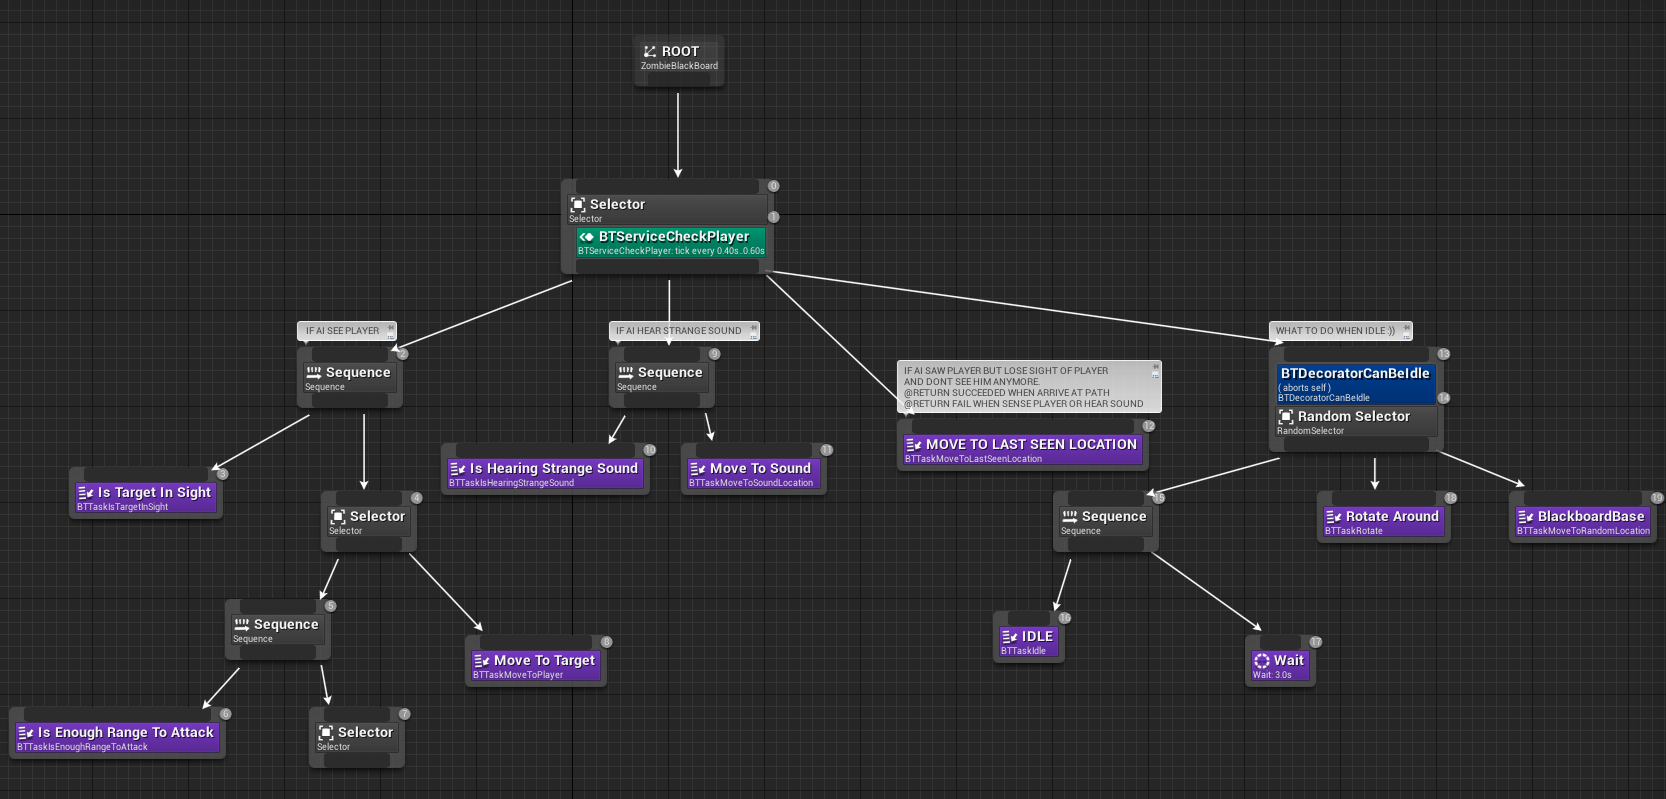 ROOT
ZombieBlackBoard
0
Selector
Selector
1
BTServiceCheckPlayer
BTServiceCheckPlayer: tick every 0.40s..0.60s
IF AI SEE PLAYER
2
Sequence
Sequence
IF AI HEAR STRANGE SOUND
9
Sequence
Sequence
IF AI SAW PLAYER BUT LOSE SIGHT OF PLAYER
AND DONT SEE HIM ANYMORE.
@RETURN SUCCEEDED WHEN ARRIVE AT PATH
@RETURN FAIL WHEN SENSE PLAYER OR HEAR SOUND
12
MOVE TO LAST SEEN LOCATION
BTTaskMoveToLastSeenLocation
WHAT TO DO WHEN IDLE :))
13
BTDecoratorCanBeIdle
( aborts self )
BTDecoratorCanBeIdle
14
Random Selector
RandomSelector
3
Is Target In Sight
BTTaskIsTargetInSight
4
Selector
Selector
10
Is Hearing Strange Sound
BTTaskIsHearingStrangeSound
11
Move To Sound
BTTaskMoveToSoundLocation
15
Sequence
Sequence
18
Rotate Around
BTTaskRotate
19
BlackboardBase
BTTaskMoveToRandomLocation
5
Sequence
Sequence
8
Move To Target
BTTaskMoveToPlayer
16
IDLE
BTTaskIdle
17
Wait
Wait: 3.0s
6
Is Enough Range To Attack
BTTaskIsEnoughRangeToAttack
7
Selector
Selector